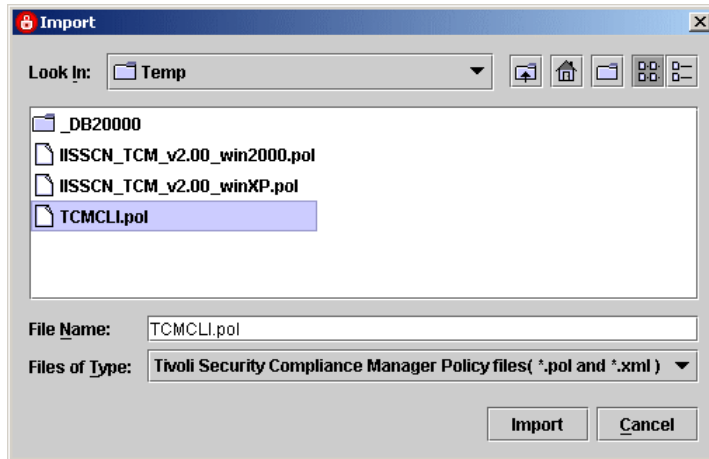 Import
Look In: Temp
_DB20000
IISSCN_TCM_v2.00_win2000.pol
IISSCN_TCM_v2.00_winXP.pol
TCMCLI.pol
File Name: TCMCLI.pol
Files of Type: Tivoli Security Compliance Manager Policy files( *.pol and *.xml )
Import Cancel